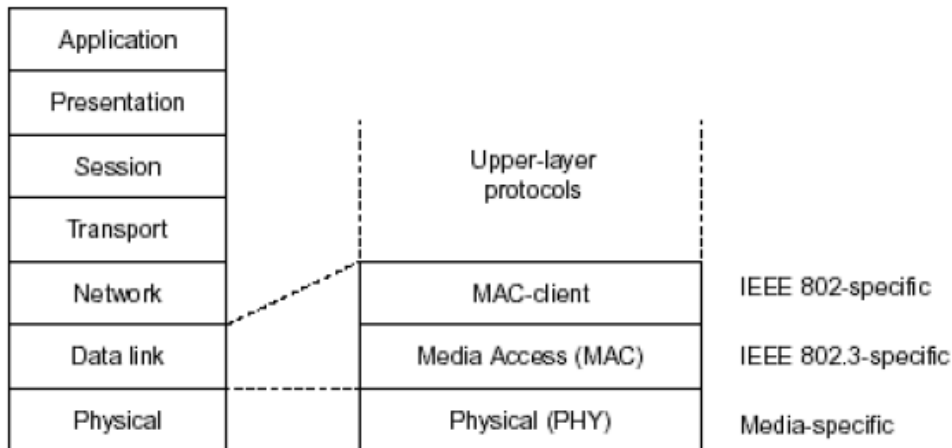 Application
Presentation
Session
Transport
Network
Data link
Physical
Upper-layer
protocols
MAC-client
Media Access (MAC)
Physical (PHY)
IEEE 802-specific
IEEE 802.3-specific
Media-specific